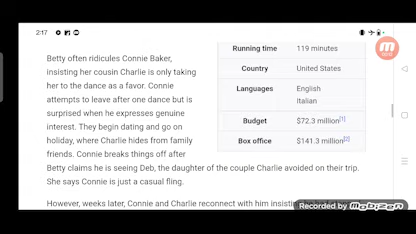 2:17
Betty often ridicules Connie Baker,
insisting her cousin Charlie is only taking
her to the dance as a favor. Connie
attempts to leave after one dance but is
surprised when he expresses genuine
interest. They begin dating and go on
holiday, where Charlie hides from family
friends. Connie breaks things off after
Betty claims he is seeing Deb, the daughter of the couple Charlie avoided on their trip.
She says Connie is just a casual fling.
However, weeks later, Connie and Charlie reconnect with him insisting
Running time 119 minutes
Country United States
Languages English
Italian
Budget $72.3 million[1]
Box office $141.3 million[2]
Recorded by
Mobizen